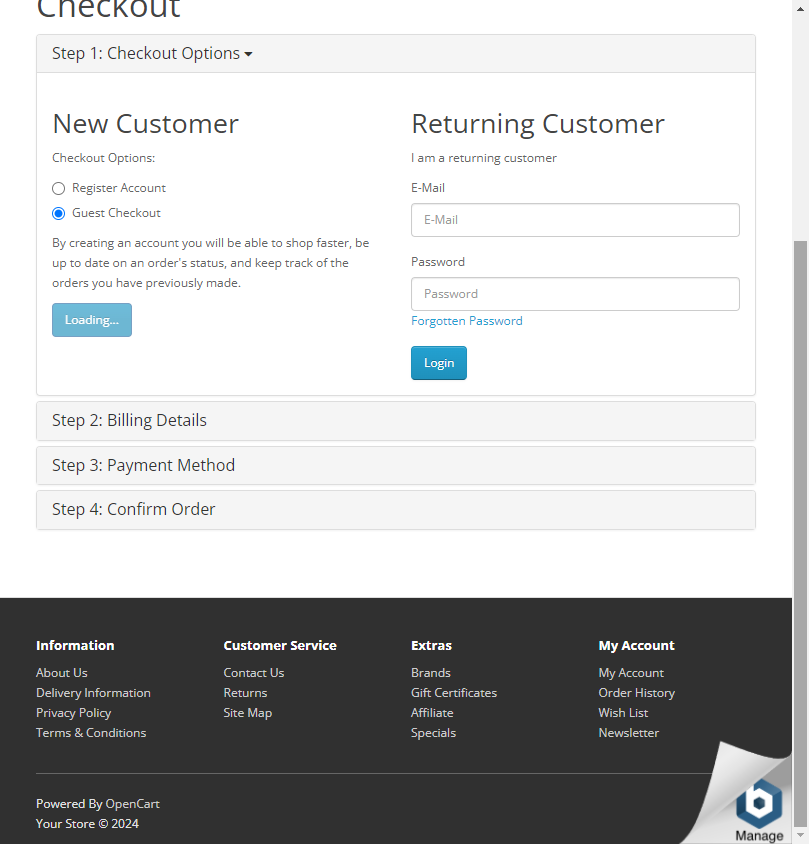 Checkout
Step 1: Checkout Options
New Customer
Checkout Options:
Register Account
Guest Checkout
By creating an account you will be able to shop faster, be
up to date on an order's status, and keep track of the
orders you have previously made.
Loading...
Returning Customer
I am a returning customer
E-Mail
E-Mail
Password
Password
Forgotten Password
Login
Step 2: Billing Details
Step 3: Payment Method
Step 4: Confirm Order
Information
About Us
Delivery Information
Privacy Policy
Terms & Conditions
Customer Service
Contact Us
Returns
Site Map
Extras
Brands
Gift Certificates
Affiliate
Specials
My Account
My Account
Order History
Wish List
Newsletter
Powered By OpenCart
Your Store © 2024
b
Manage